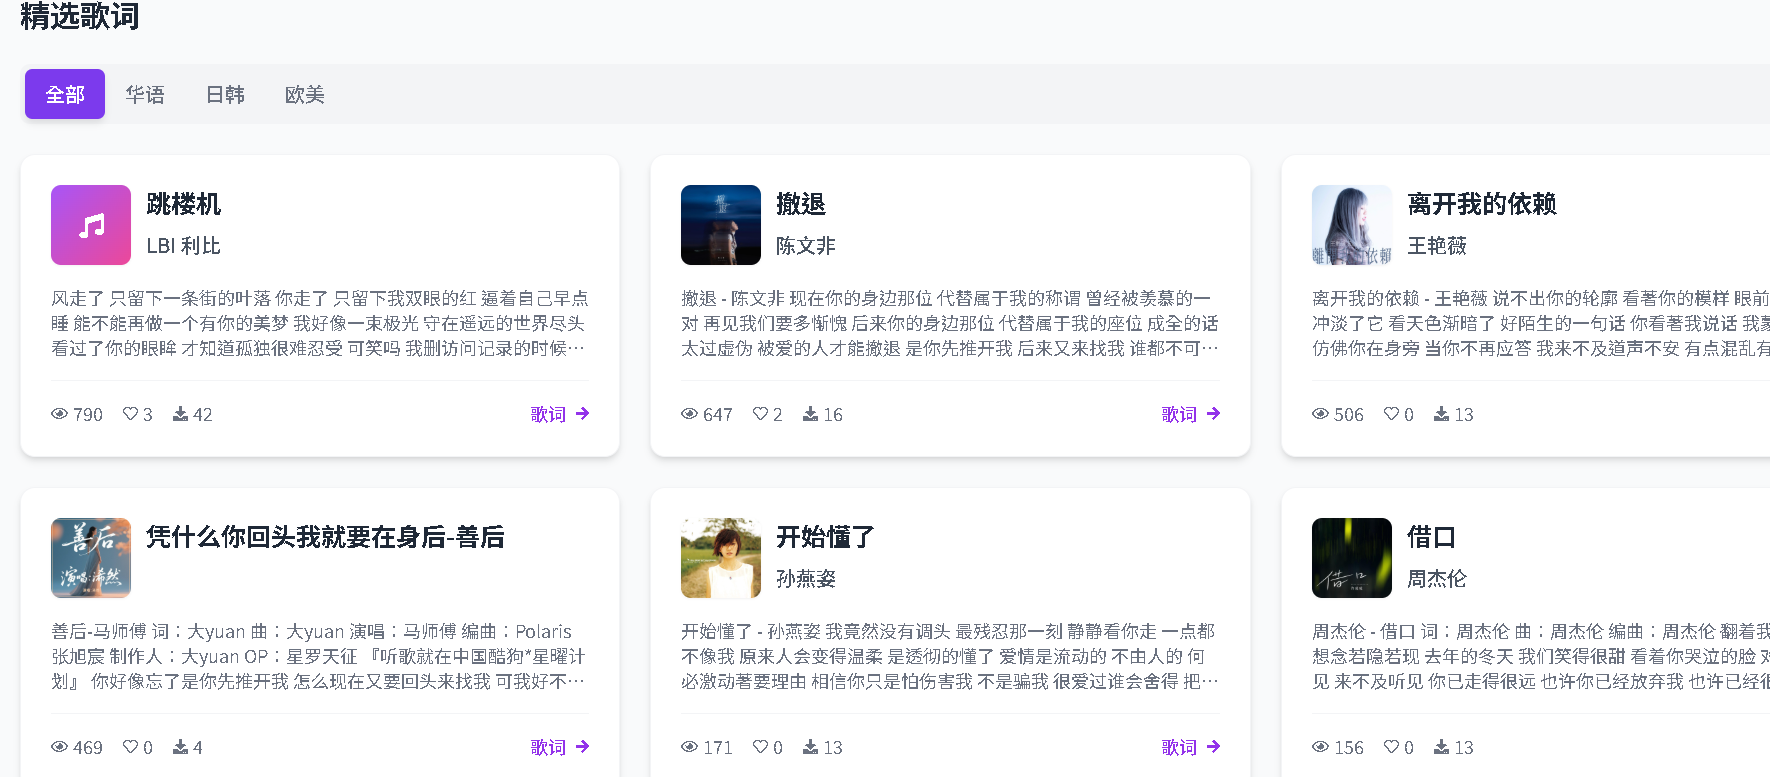 精选歌词
全部 华语 日韩 欧美
跳楼机
LBI 利比
风走了 只留下一条街的叶落 你走了 只留下我双眼的红 逼着自己早点
睡 能不能再做一个有你的美梦 我好像一束极光 守在遥远的世界尽头
看过了你的眼眸 才知道孤独很难忍受 可笑吗 我删访问记录的时候…
790 3 42 歌词
撤退
陈文非
撤退 - 陈文非 现在你的身边那位 代替属于我的称谓 曾经被羡慕的一
对 再见我们要多惭愧 后来你的身边那位 代替属于我的座位 成全的话
太过虚伪 被爱的人才能撤退 是你先推开我 后来又来找我 谁都不可…
647 2 16 歌词
离开我的依赖
王艳薇
离开我的依赖 - 王艳薇 说不出你的轮廓 看著你的模样 眼前
冲淡了它 看天色渐暗了 好陌生的一句话 你看著我说话 我
仿佛你在身旁 当你不再应答 我来不及道声不安 有点混乱有
506 0 13
善后
演唱:
凭什么你回头我就要在身后-善后
善后-马师傅 词：大yuan 曲：大yuan 演唱：马师傅 编曲：Polaris
张旭宸 制作人：大yuan OP：星罗天征 『听歌就在中国酷狗*星曜计
划』 你好像忘了是你先推开我 怎么现在又要回头来找我 可我好不…
469 0 4 歌词
开始懂了
孙燕姿
开始懂了 - 孙燕姿 我竟然没有调头 最残忍那一刻 静静看你走 一点都
不像我 原来人会变得温柔 是透彻的懂了 爱情是流动的 不由人的 何
必激动著要理由 相信你只是怕伤害我 不是骗我 很爱过谁会舍得 把…
171 0 13 歌词
借口
借口
周杰伦
周杰伦 - 借口 词：周杰伦 曲：周杰伦 编曲：周杰伦 翻着我
想念若隐若现 去年的冬天 我们笑得很甜 看着你哭泣的脸
见 来不及听见 你已走得很远 也许你已经放弃我 也许已经很
156 0 13